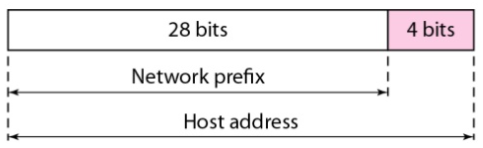 28 bits 4 bits
Network prefix
Host address